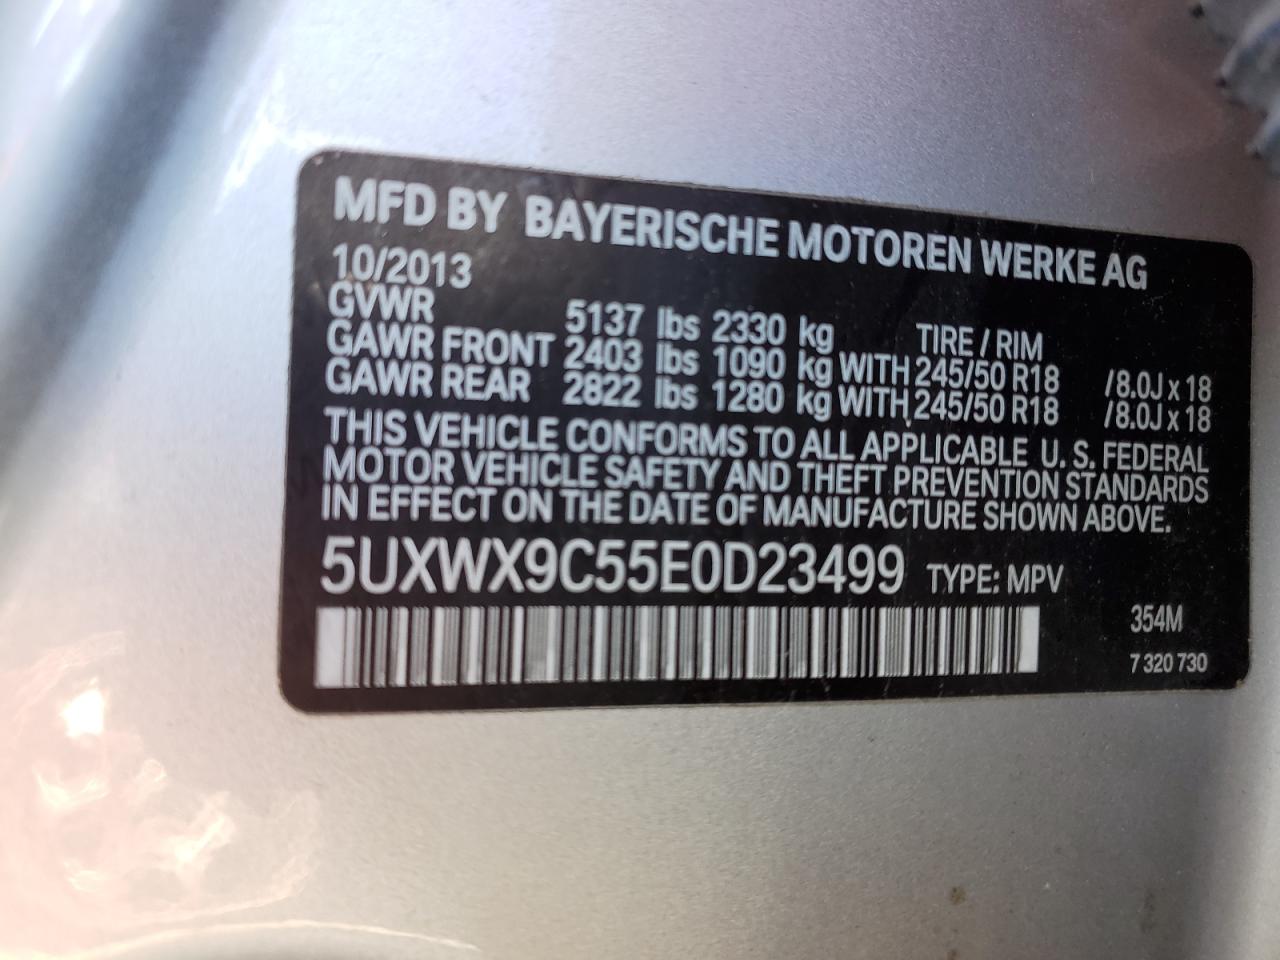 MFD BY BAYERISCHE MOTOREN WERKE AG
10/2013
GVWR 5137 lbs 2330 kg TIRE / RIM
GAWR FRONT 2403 lbs 1090 kg WITH 245/50 R18 /8.0J x 18
GAWR REAR 2822 lbs 1280 kg WITH 245/50 R18 /8.0J x 18
THIS VEHICLE CONFORMS TO ALL APPLICABLE U. S. FEDERAL
MOTOR VEHICLE SAFETY AND THEFT PREVENTION STANDARDS
IN EFFECT ON THE DATE OF MANUFACTURE SHOWN ABOVE.
5UXWX9C55E0D23499 TYPE: MPV
354M
7 320 730